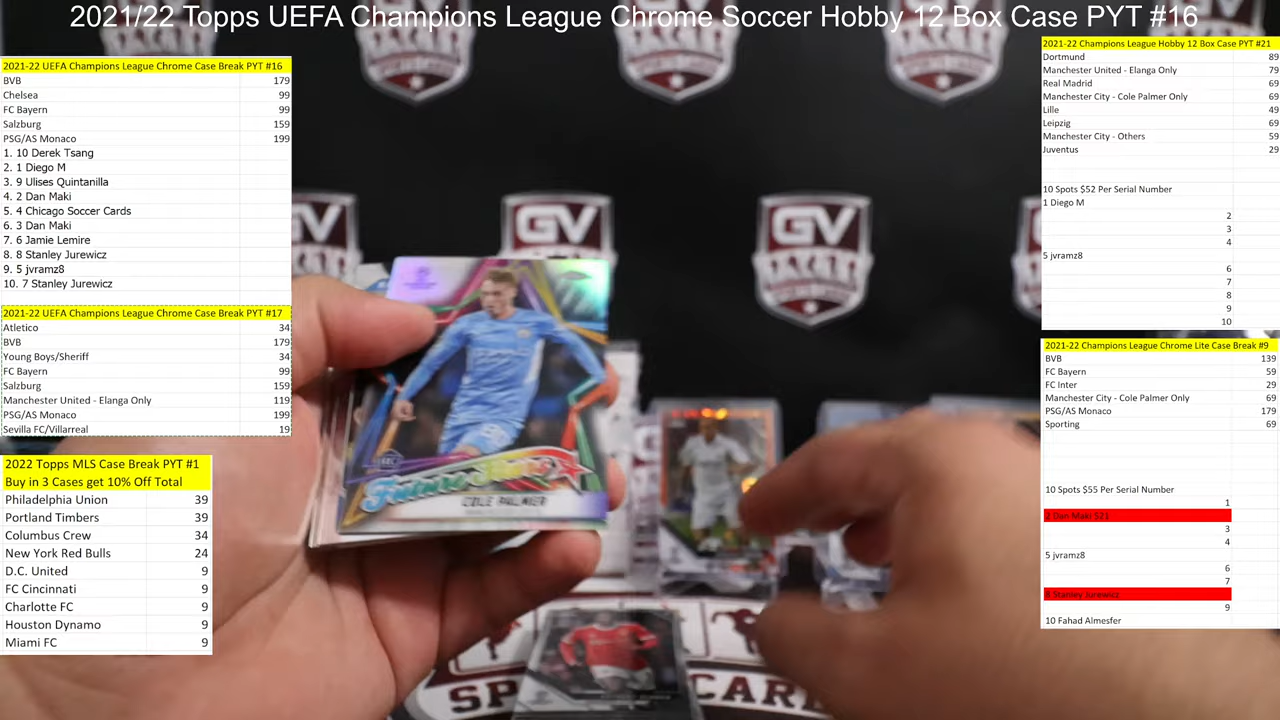 2021/22 Topps UEFA Champions League Chrome Soccer Hobby 12 Box Case PYT #16
2021-22 UEFA Champions League Chrome Case Break PYT #16
BVB 179
Chelsea 99
FC Bayern 99
Salzburg 159
PSG/AS Monaco 199
1. 10 Derek Tsang
2. 1 Diego M
3. 9 Ulises Quintanilla
4. 2 Dan Maki
5. 4 Chicago Soccer Cards
6. 3 Dan Maki
7. 6 Jamie Lemire
8. 8 Stanley Jurewicz
9. 5 jvramz8
10. 7 Stanley Jurewicz
2021-22 UEFA Champions League Chrome Case Break PYT #17
Atletico 34
BVB 179
Young Boys/Sheriff 34
FC Bayern 99
Salzburg 159
Manchester United - Elanga Only 119
PSG/AS Monaco 199
Sevilla FC/Villarreal 19
2022 Topps MLS Case Break PYT #1
Buy in 3 Cases get 10% Off Total
Philadelphia Union 39
Portland Timbers 39
Columbus Crew 34
New York Red Bulls 24
D.C. United 9
FC Cincinnati 9
Charlotte FC 9
Houston Dynamo 9
Miami FC 9
GV
GV
Future Stars
COLE PALMER
SP
CARD
2021-22 Champions League Hobby 12 Box Case PYT #21
Dortmund 89
Manchester United - Elanga Only 79
Real Madrid 69
Manchester City - Cole Palmer Only 69
Lille 49
Leipzig 69
Manchester City - Others 59
Juventus 29
10 Spots $52 Per Serial Number
1 Diego M
2
3
4
5 jvramz8
6
7
8
9
10
2021-22 Champions League Chrome Lite Case Break #9
BVB 139
FC Bayern 59
FC Inter 29
Manchester City - Cole Palmer Only 69
PSG/AS Monaco 179
Sporting 69
10 Spots $55 Per Serial Number
1
2 Dan Maki 521
3
4
5 jvramz8
6
7
8 Stanley Jurewicz
9
10 Fahad Almesfer